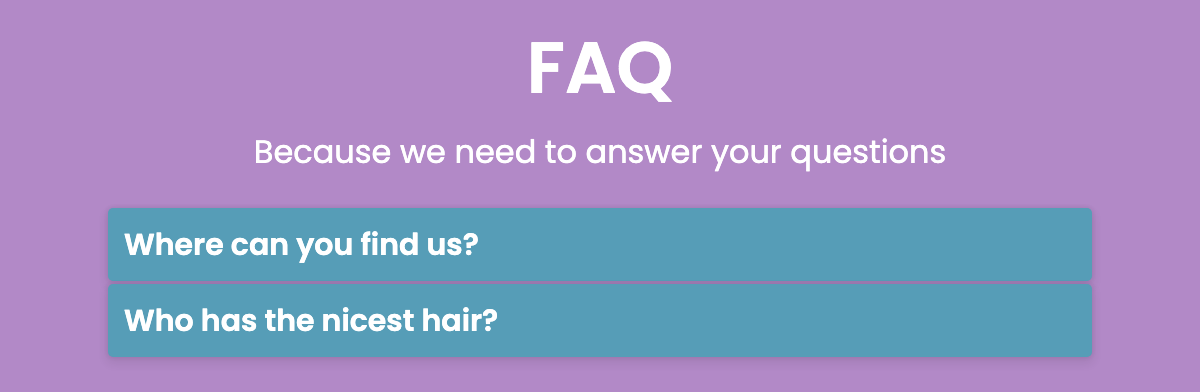 FAQ
Because we need to answer your questions
Where can you find us?
Who has the nicest hair?